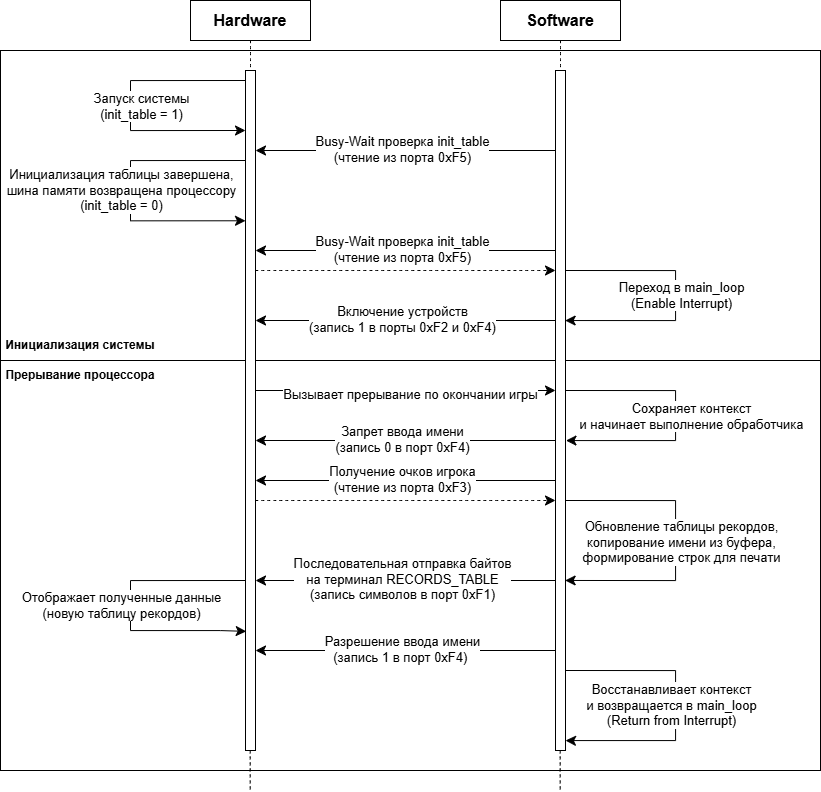 Hardware
Software
Запуск системы
(init_table = 1)
Busy-Wait проверка init_table
(чтение из порта 0xF5)
Инициализация таблицы завершена,
шина памяти возвращена процессору
(init_table = 0)
Busy-Wait проверка init_table
(чтение из порта 0xF5)
Переход в main_loop
(Enable Interrupt)
Включение устройств
(запись 1 в порты 0xF2 и 0xF4)
Инициализация системы
Прерывание процессора
Вызывает прерывание по окончании игры
Сохраняет контекст
и начинает выполнение обработчика
Запрет ввода имени
(запись 0 в порт 0xF4)
Получение очков игрока
(чтение из порта 0xF3)
Обновление таблицы рекордов,
копирование имени из буфера,
формирование строк для печати
Последовательная отправка байтов
на терминал RECORDS_TABLE
(запись символов в порт 0xF1)
Отображает полученные данные
(новую таблицу рекордов)
Разрешение ввода имени
(запись 1 в порт 0xF4)
Восстанавливает контекст
и возвращается в main_loop
(Return from Interrupt)